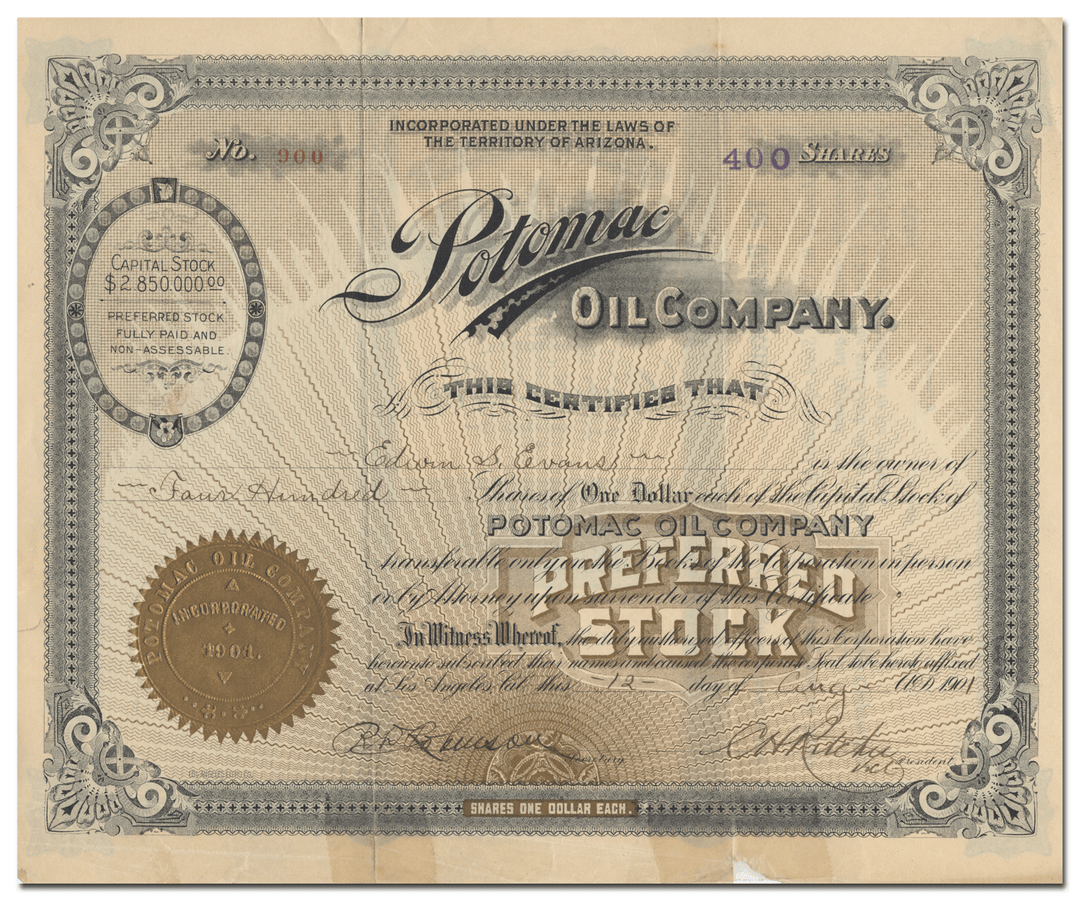 INCORPORATED UNDER THE LAWS OF
THE TERRITORY OF ARIZONA.
No. 900
400 SHARES
Potomac
OIL COMPANY.
CAPITAL STOCK
$2.850.000.00
PREFERRED STOCK
FULLY PAID AND
NON-ASSESSABLE.
THIS CERTIFIES THAT
Edwin S. Evans is the owner of
Four Hundred Shares of One Dollar each of the Capital Stock of
POTOMAC OIL COMPANY
transferable only on the Books of the Corporation in person
or by Attorney upon surrender of this Certificate
PREFERRED
STOCK
In Witness Whereof, the duly authorized officers of this Corporation have
hereunto subscribed their names and caused the corporate Seal to be hereto affixed
at Los Angeles, Cal. this 12 day of Aug A.D. 1901
POTOMAC OIL COMPANY
INCORPORATED
1901.
Secretary
C H Ritchie
Vice President
SHARES ONE DOLLAR EACH.